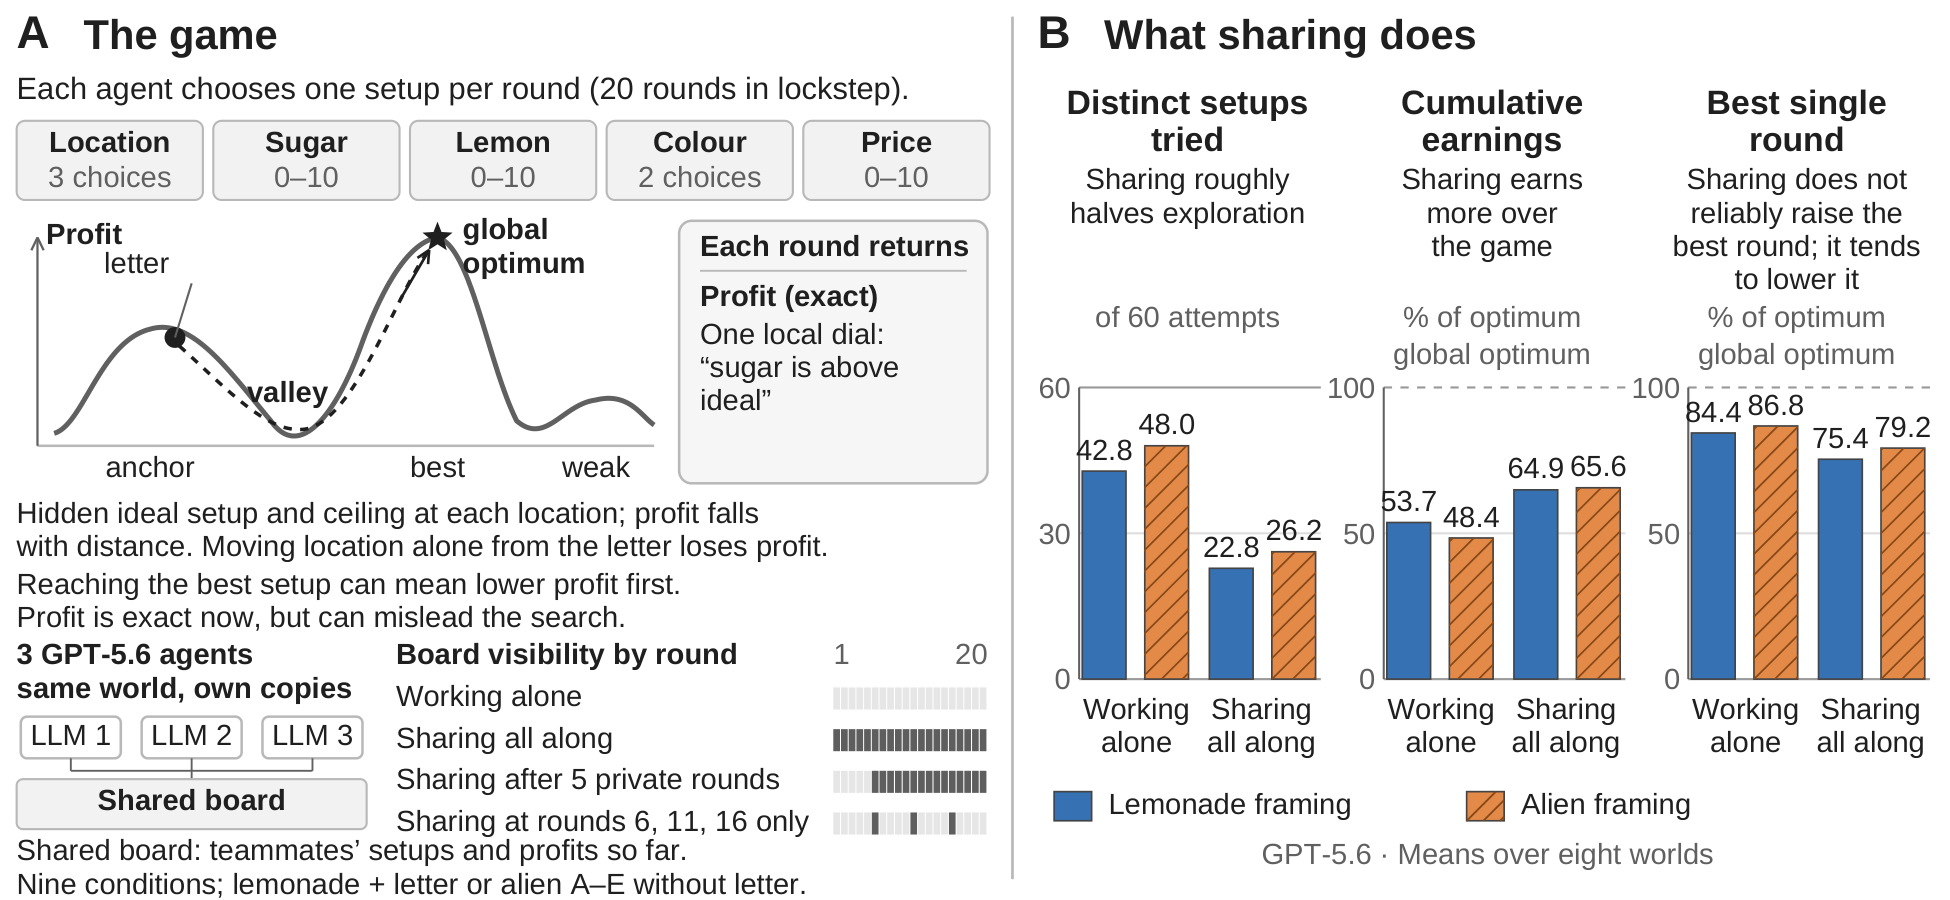 A The game
Each agent chooses one setup per round (20 rounds in lockstep).
Location
3 choices
Sugar
0–10
Lemon
0–10
Colour
2 choices
Price
0–10
Profit
letter
global
optimum
valley
anchor
best
weak
Each round returns
Profit (exact)
One local dial:
“sugar is above
ideal”
Hidden ideal setup and ceiling at each location; profit falls
with distance. Moving location alone from the letter loses profit.
Reaching the best setup can mean lower profit first.
Profit is exact now, but can mislead the search.
3 GPT-5.6 agents
same world, own copies
LLM 1
LLM 2
LLM 3
Shared board
Board visibility by round 1 20
Working alone
Sharing all along
Sharing after 5 private rounds
Sharing at rounds 6, 11, 16 only
Shared board: teammates’ setups and profits so far.
Nine conditions; lemonade + letter or alien A–E without letter.
B What sharing does
Distinct setups
tried
Sharing roughly
halves exploration
of 60 attempts
60
30
0
42.8
48.0
22.8
26.2
Working
alone
Sharing
all along
Cumulative
earnings
Sharing earns
more over
the game
% of optimum
global optimum
100
50
0
53.7
48.4
64.9
65.6
Working
alone
Sharing
all along
Best single
round
Sharing does not
reliably raise the
best round; it tends
to lower it
% of optimum
global optimum
100
50
0
84.4
86.8
75.4
79.2
Working
alone
Sharing
all along
Lemonade framing
Alien framing
GPT-5.6 · Means over eight worlds